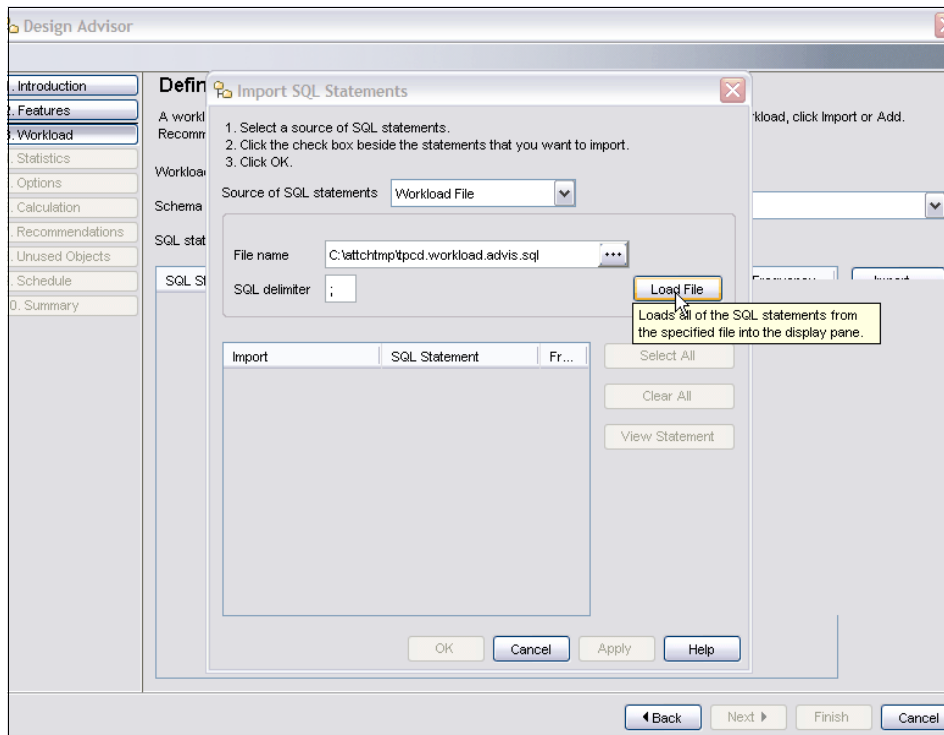 Design Advisor
. Introduction
2. Features
3. Workload
. Statistics
. Options
. Calculation
. Recommendations
. Unused Objects
. Schedule
0. Summary
Defin
A workl
rkload, click Import or Add.
Recomm
Workloa
Schema
SQL stat
SQL St
Import SQL Statements
1. Select a source of SQL statements.
2. Click the check box beside the statements that you want to import.
3. Click OK.
Source of SQL statements Workload File
File name C:\attchtmp\tpcd.workload.advis.sql ...
SQL delimiter ;
Load File
Loads all of the SQL statements from
the specified file into the display pane.
Import SQL Statement Fr...
Select All
Clear All
View Statement
OK Cancel Apply Help
Frequency Import
Back Next Finish Cancel